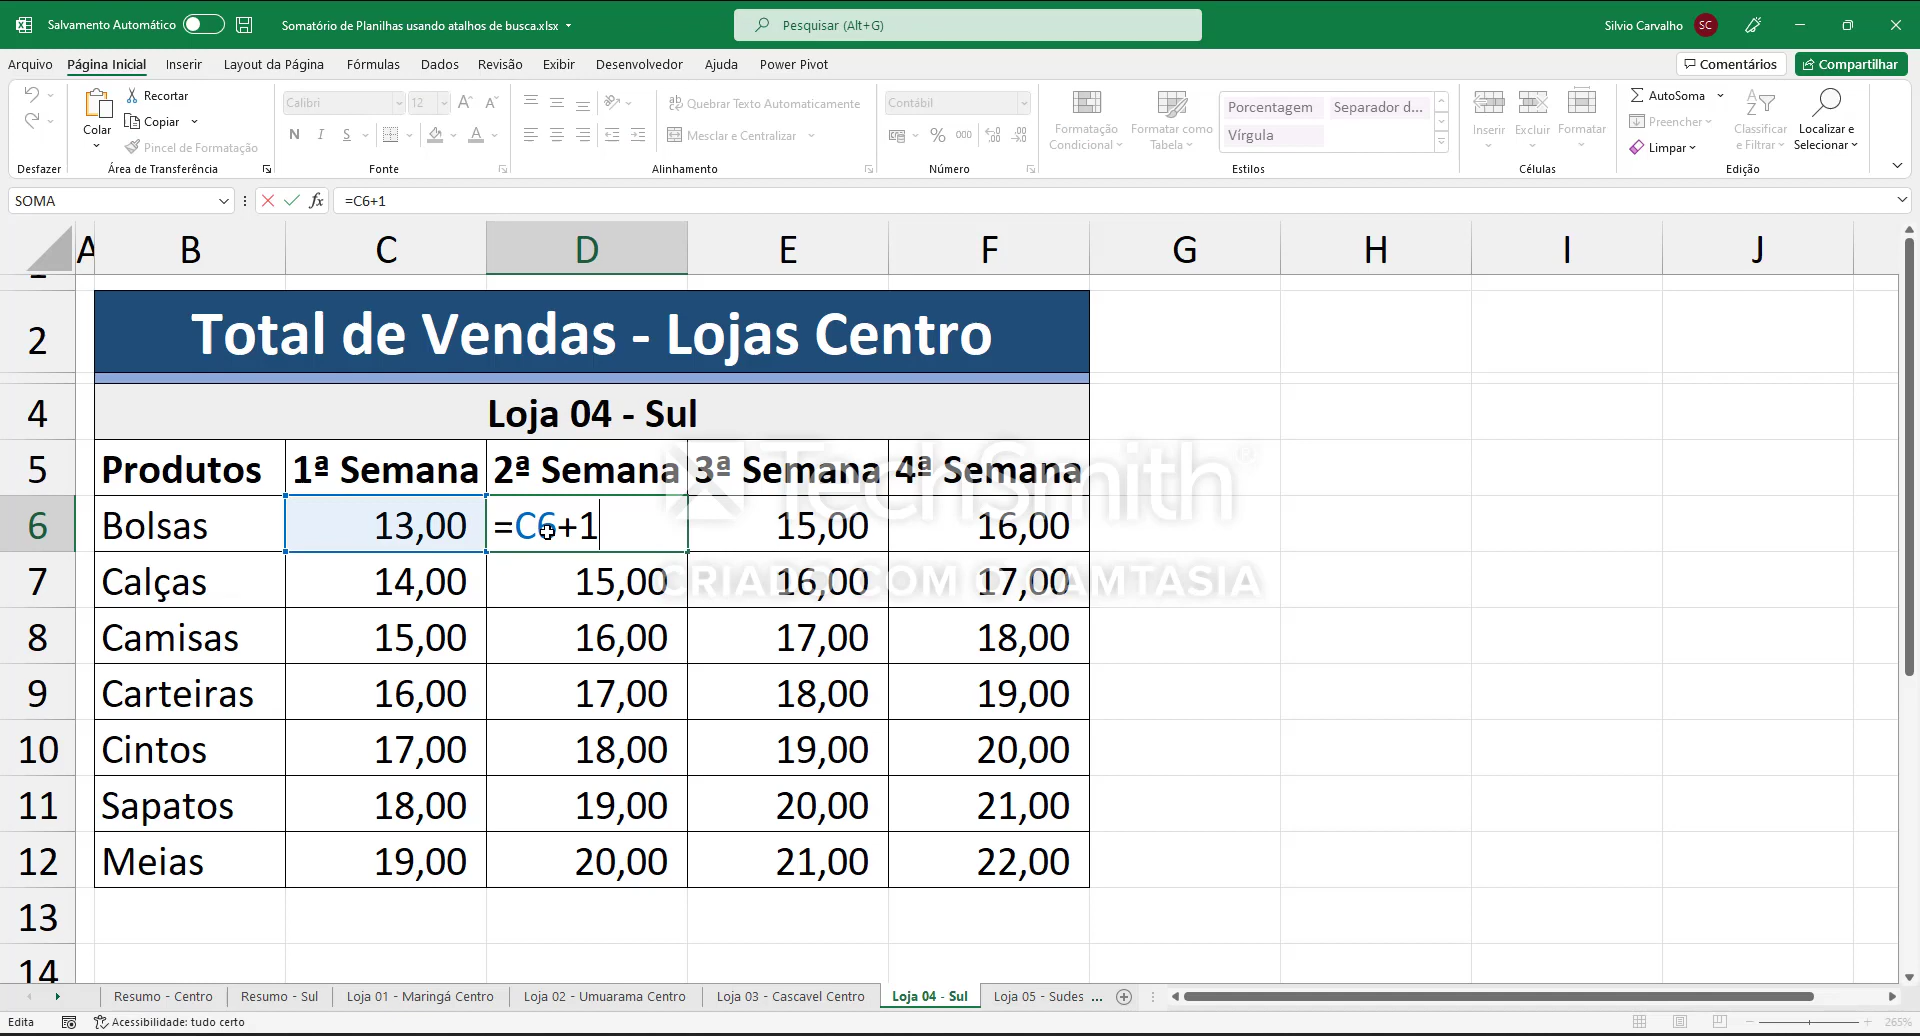 Salvamento Automático
Somatório de Planilhas usando atalhos de busca.xlsx
Pesquisar (Alt+G)
Silvio Carvalho
SC
Arquivo Página Inicial Inserir Layout da Página Fórmulas Dados Revisão Exibir Desenvolvedor Ajuda Power Pivot
Comentários
Compartilhar
Desfazer
Colar
Recortar
Copiar
Pincel de Formatação
Área de Transferência
Calibri
12
N I S
Fonte
Quebrar Texto Automaticamente
Mesclar e Centralizar
Alinhamento
Contábil
% 000
Número
Formatação Condicional
Formatar como Tabela
Porcentagem
Separador d...
Vírgula
Estilos
Inserir
Excluir
Formatar
Células
AutoSoma
Preencher
Limpar
Classificar e Filtrar
Localizar e Selecionar
Edição
SOMA
fx
=C6+1
A B C D E F G H I J
2 Total de Vendas - Lojas Centro
4 Loja 04 - Sul
5 Produtos 1ª Semana 2ª Semana 3ª Semana 4ª Semana
6 Bolsas 13,00 =C6+1 15,00 16,00
7 Calças 14,00 15,00 16,00 17,00
8 Camisas 15,00 16,00 17,00 18,00
9 Carteiras 16,00 17,00 18,00 19,00
10 Cintos 17,00 18,00 19,00 20,00
11 Sapatos 18,00 19,00 20,00 21,00
12 Meias 19,00 20,00 21,00 22,00
13
14
TechSmith
CRIADO COM O CAMTASIA
Resumo - Centro
Resumo - Sul
Loja 01 - Maringá Centro
Loja 02 - Umuarama Centro
Loja 03 - Cascavel Centro
Loja 04 - Sul
Loja 05 - Sudes ...
Edita
Acessibilidade: tudo certo
265%